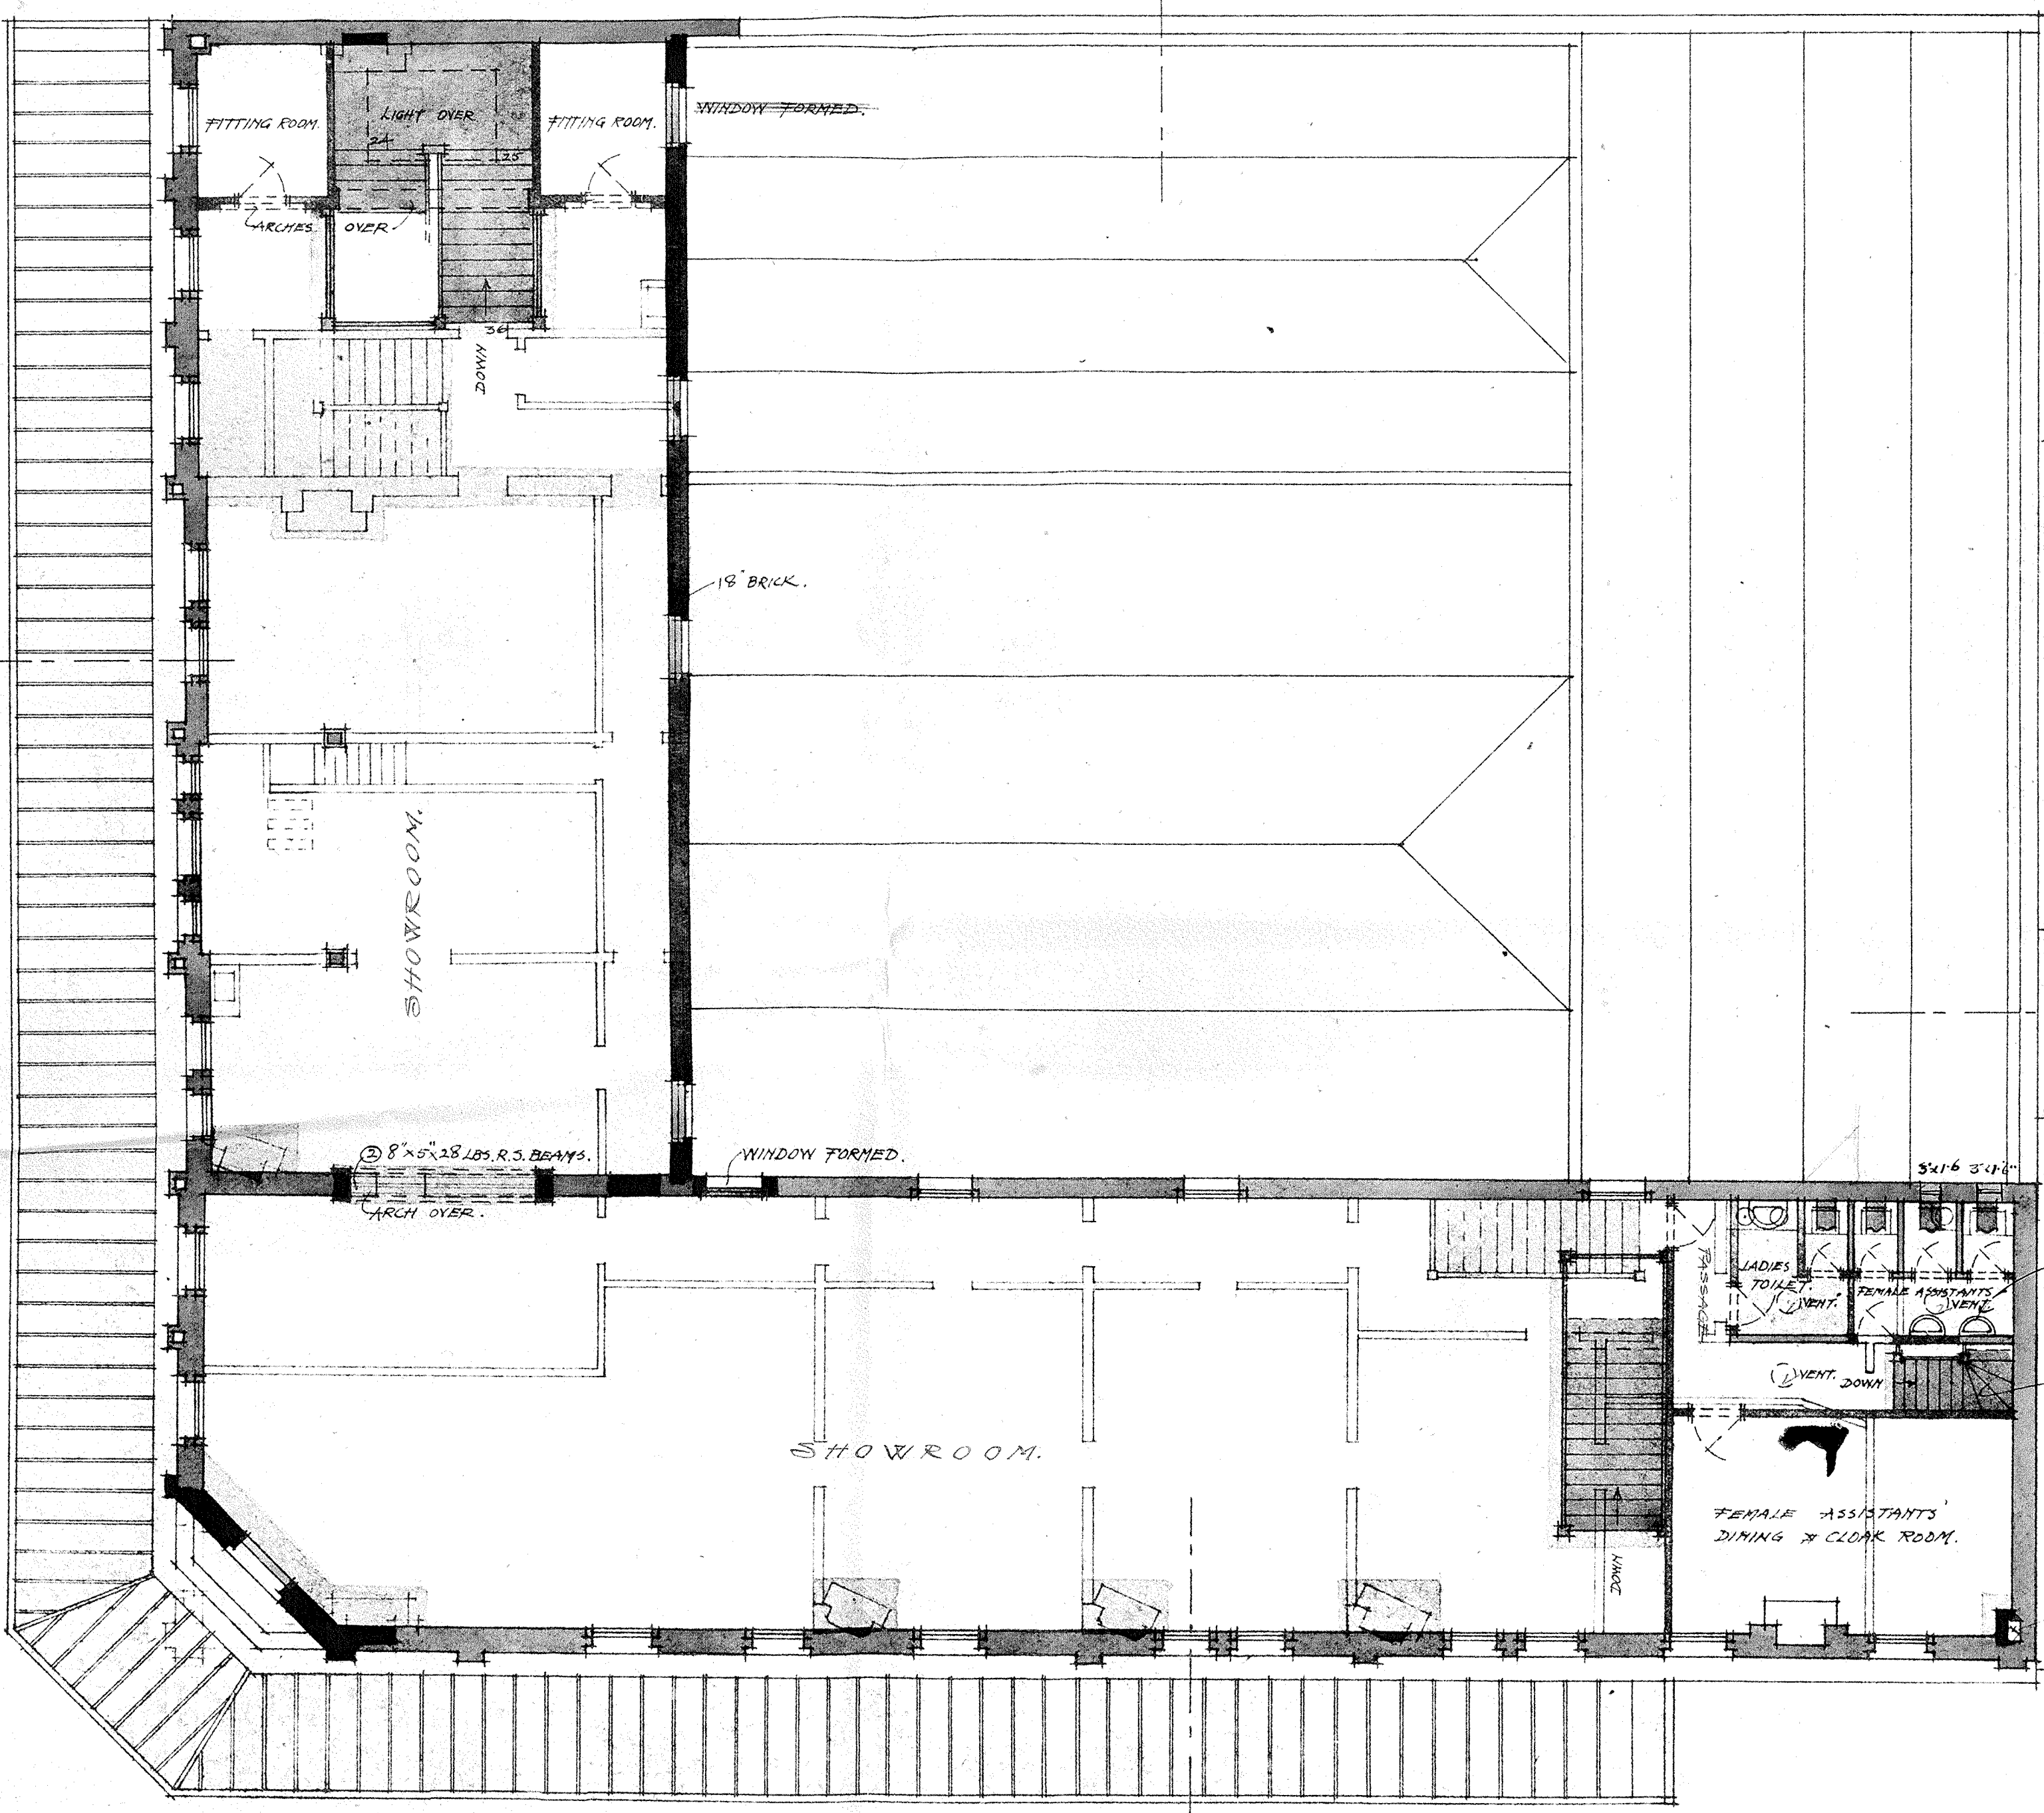 FITTING ROOM.
LIGHT OVER
24
25
FITTING ROOM.
WINDOW FORMED.
ARCHES OVER
36
DOWN
18" BRICK.
SHOWROOM.
② 8"x5"x28 LBS. R.S. BEAMS.
ARCH OVER.
WINDOW FORMED.
3'x1'-6 3'x1'-6"
PASSAGE
LADIES
TOILET.
VENT.
FEMALE ASSISTANTS
VENT.
VENT.
DOWN
SHOWROOM.
DOWN
FEMALE ASSISTANTS'
DINING & CLOAK ROOM.